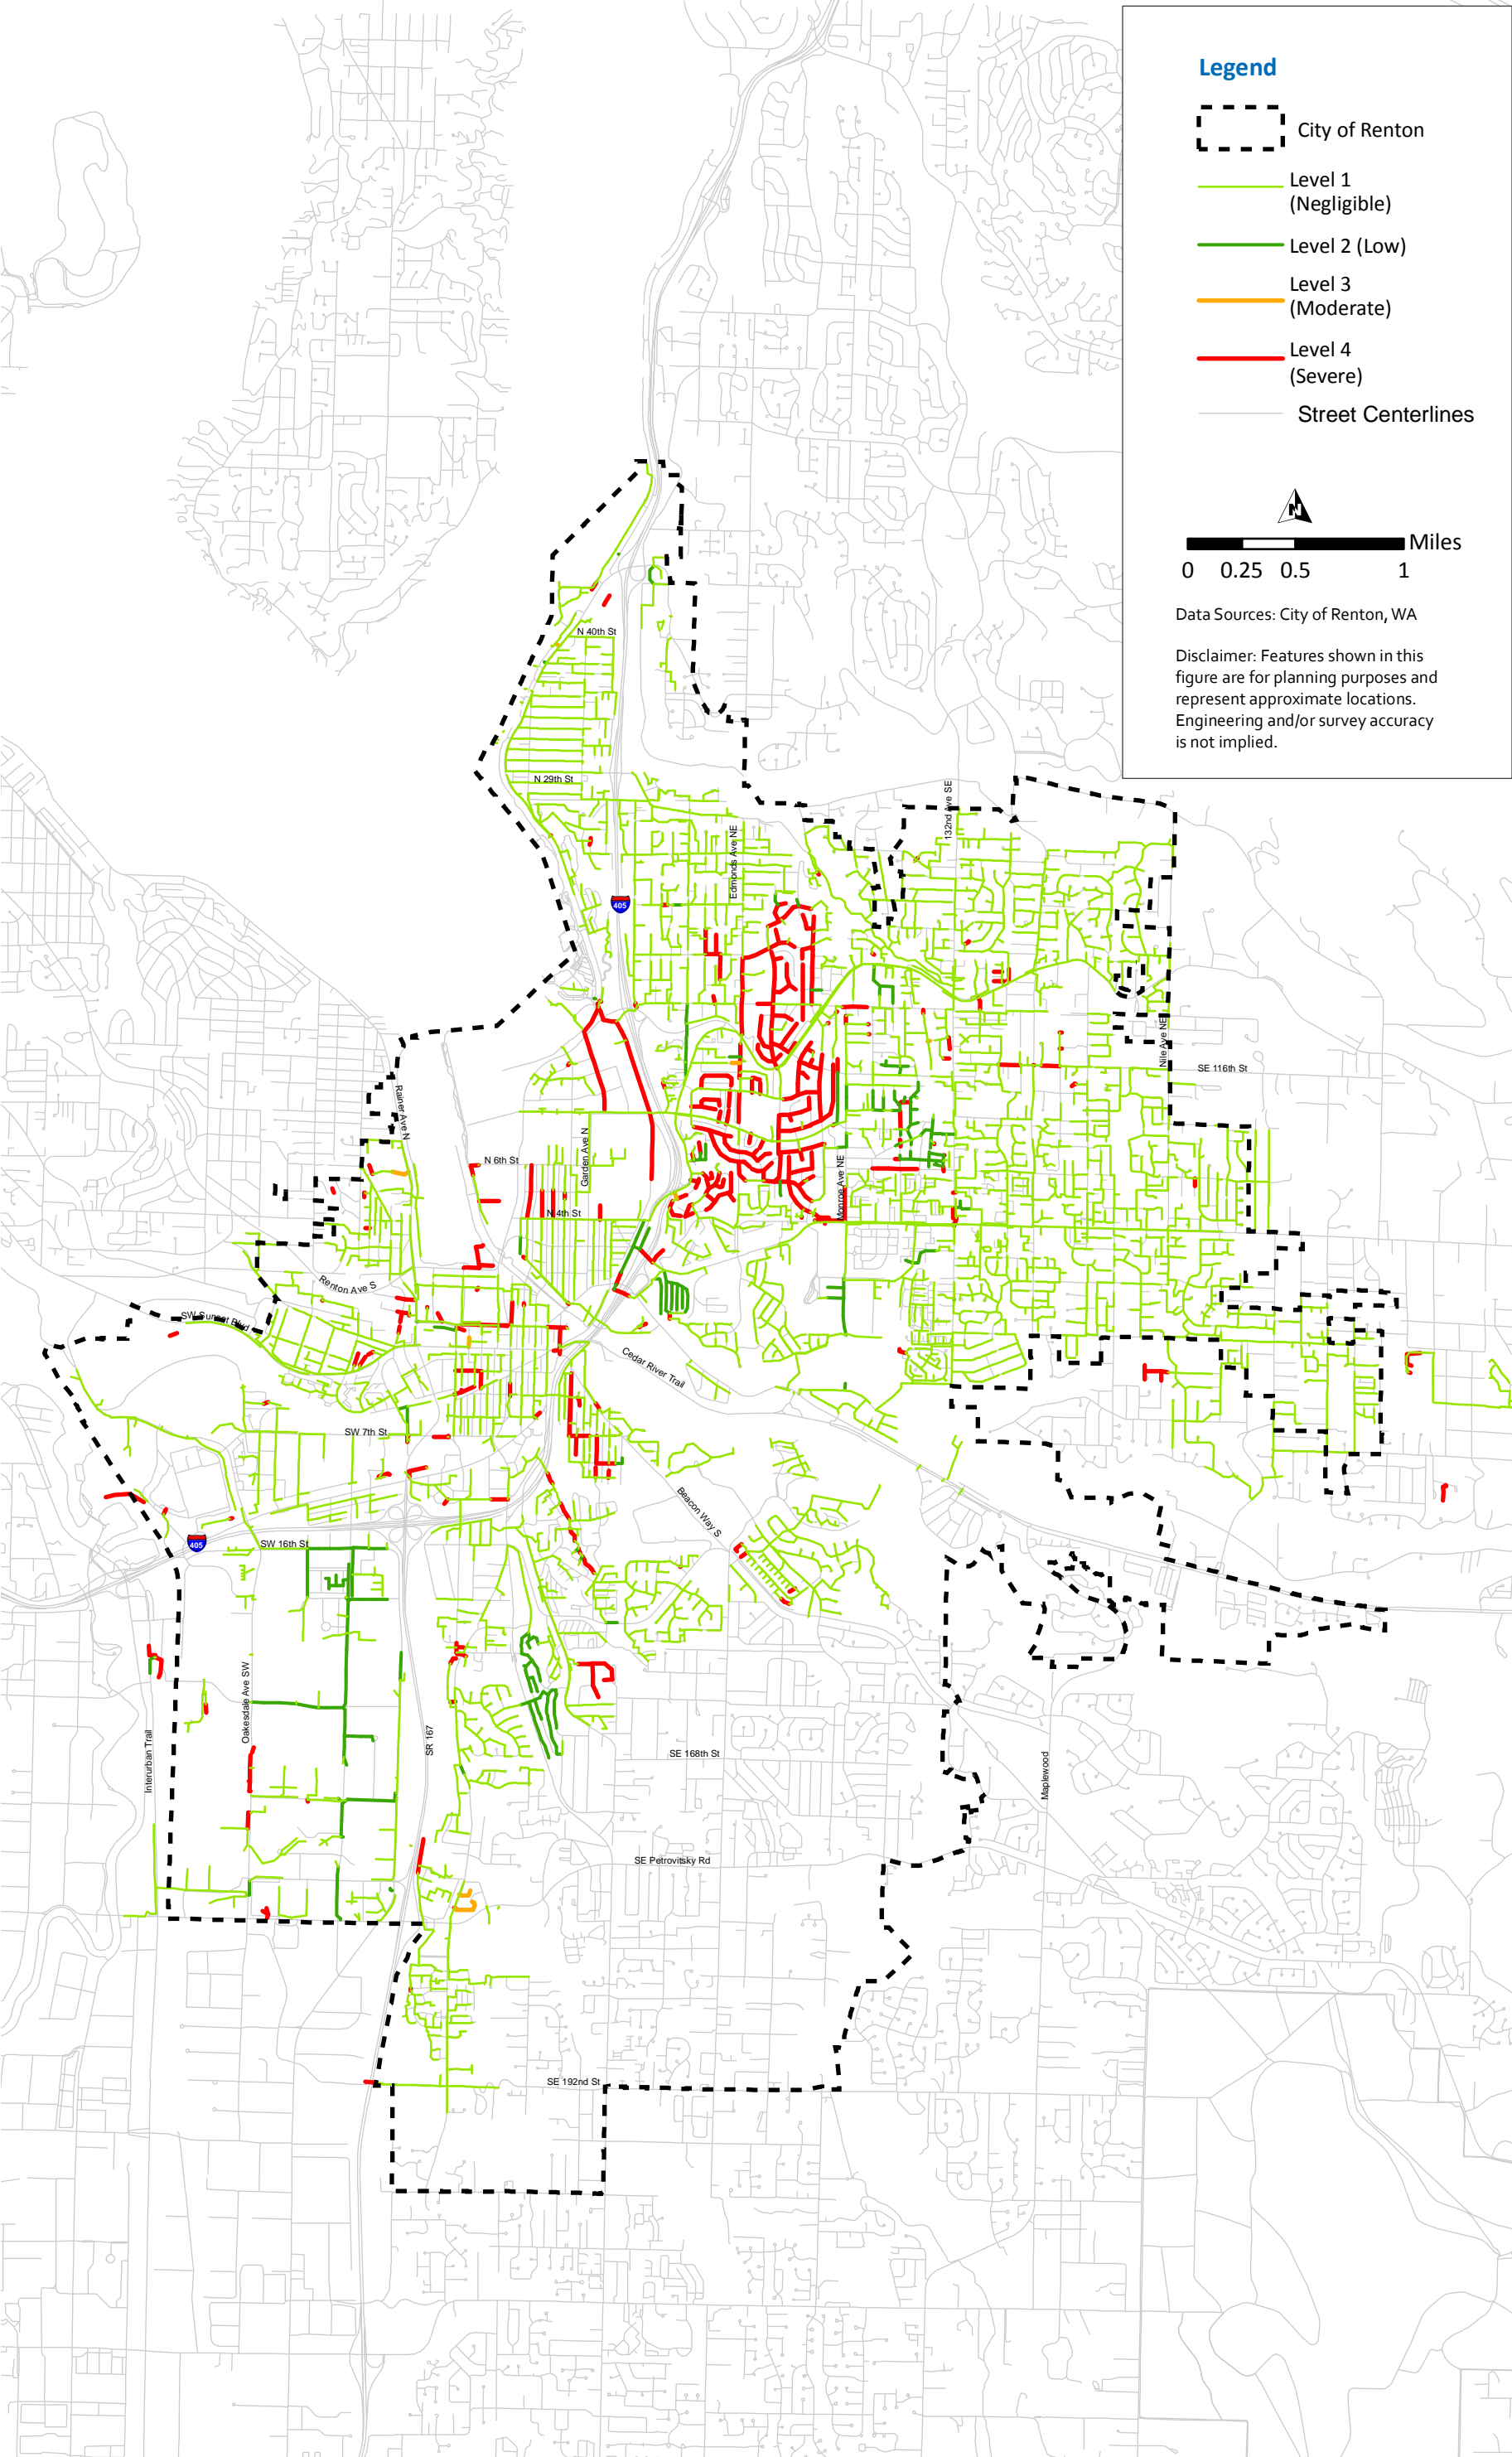 Legend
City of Renton
Level 1
(Negligible)
Level 2 (Low)
Level 3
(Moderate)
Level 4
(Severe)
Street Centerlines
N
Miles
0 0.25 0.5 1
Data Sources: City of Renton, WA
Disclaimer: Features shown in this
figure are for planning purposes and
represent approximate locations.
Engineering and/or survey accuracy
is not implied.
N 40th St
N 29th St
132nd Ave SE
Edmonds Ave NE
405
Nile Ave NE
SE 116th St
Rainer Ave N
Garden Ave N
N 6th St
Monroe Ave NE
N 4th St
Renton Ave S
SW Sunset Blvd
Cedar River Trail
SW 7th St
Beacon Way S
405
SW 16th St
Oakesdale Ave SW
Interurban Trail
SR 167
SE 168th St
Maplewood
SE Petrovitsky Rd
SE 192nd St